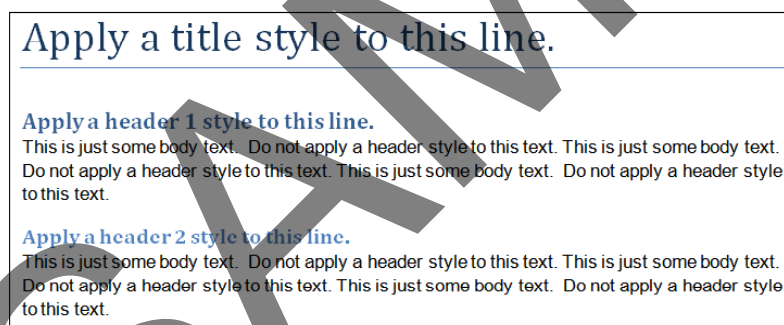 Apply a title style to this line.
Apply a header 1 style to this line.
This is just some body text.  Do not apply a header style to this text. This is just some body text.
Do not apply a header style to this text. This is just some body text.  Do not apply a header style
to this text.
Apply a header 2 style to this line.
This is just some body text.  Do not apply a header style to this text. This is just some body text.
Do not apply a header style to this text. This is just some body text.  Do not apply a header style
to this text.